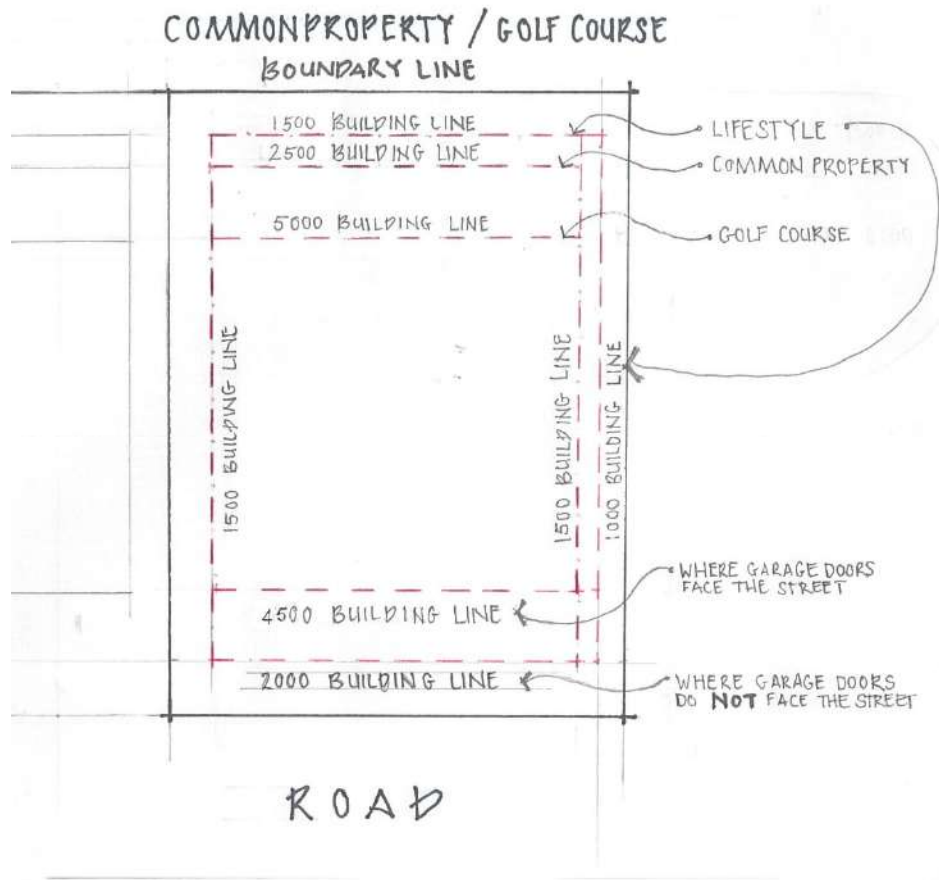 COMMON PROPERTY / GOLF COURSE
BOUNDARY LINE
1500 BUILDING LINE
LIFESTYLE
2500 BUILDING LINE
COMMON PROPERTY
5000 BUILDING LINE
GOLF COURSE
1500 BUILDING LINE
1500 BUILDING LINE
1000 BUILDING LINE
WHERE GARAGE DOORS
FACE THE STREET
4500 BUILDING LINE
2000 BUILDING LINE
WHERE GARAGE DOORS
DO NOT FACE THE STREET
ROAD